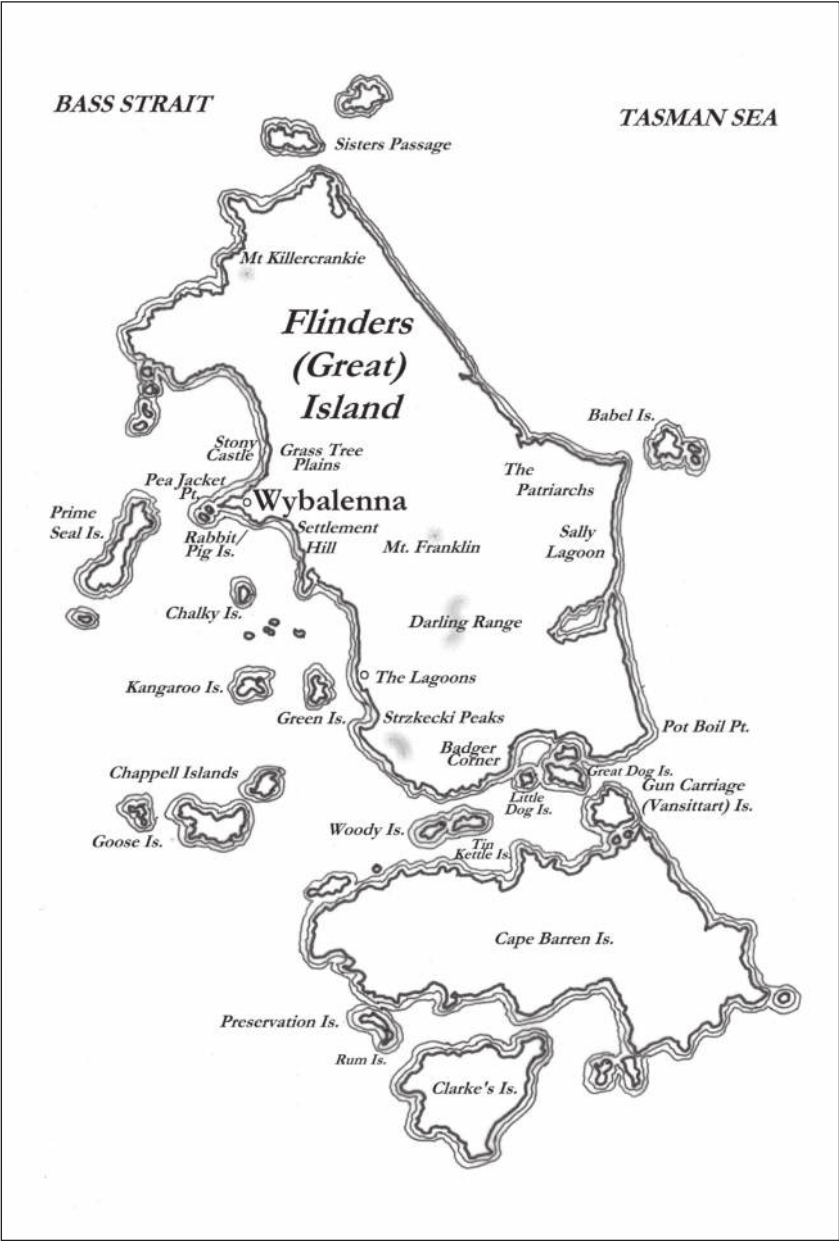 BASS STRAIT
TASMAN SEA
Sisters Passage
Mt Killercrankie
Flinders
(Great)
Island
Babel Is.
Stony
Castle
Grass Tree
Plains
The
Patriarchs
Pea Jacket
Pt.
Wybalenna
Prime
Seal Is.
Rabbit/
Pig Is.
Settlement
Hill
Mt. Franklin
Sally
Lagoon
Chalky Is.
Darling Range
The Lagoons
Kangaroo Is.
Green Is.
Strzkecki Peaks
Pot Boil Pt.
Badger
Corner
Chappell Islands
Great Dog Is.
Little
Dog Is.
Gun Carriage
(Vansittart) Is.
Goose Is.
Woody Is.
Tin
Kettle Is.
Cape Barren Is.
Preservation Is.
Rum Is.
Clarke's Is.